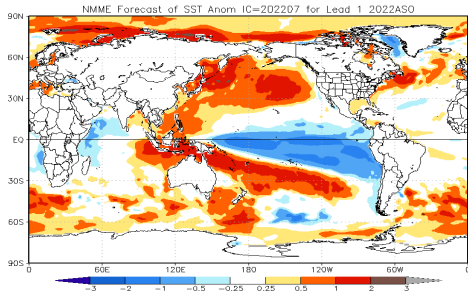 NMME Forecast of SST Anom IC=202207 for Lead 1 2022ASO
90N
60N
30N
EQ
30S
60S
90S
0 60E 120E 180 120W 60W 0
-3 -2 -1 -0.5 -0.25 0.25 0.5 1 2 3